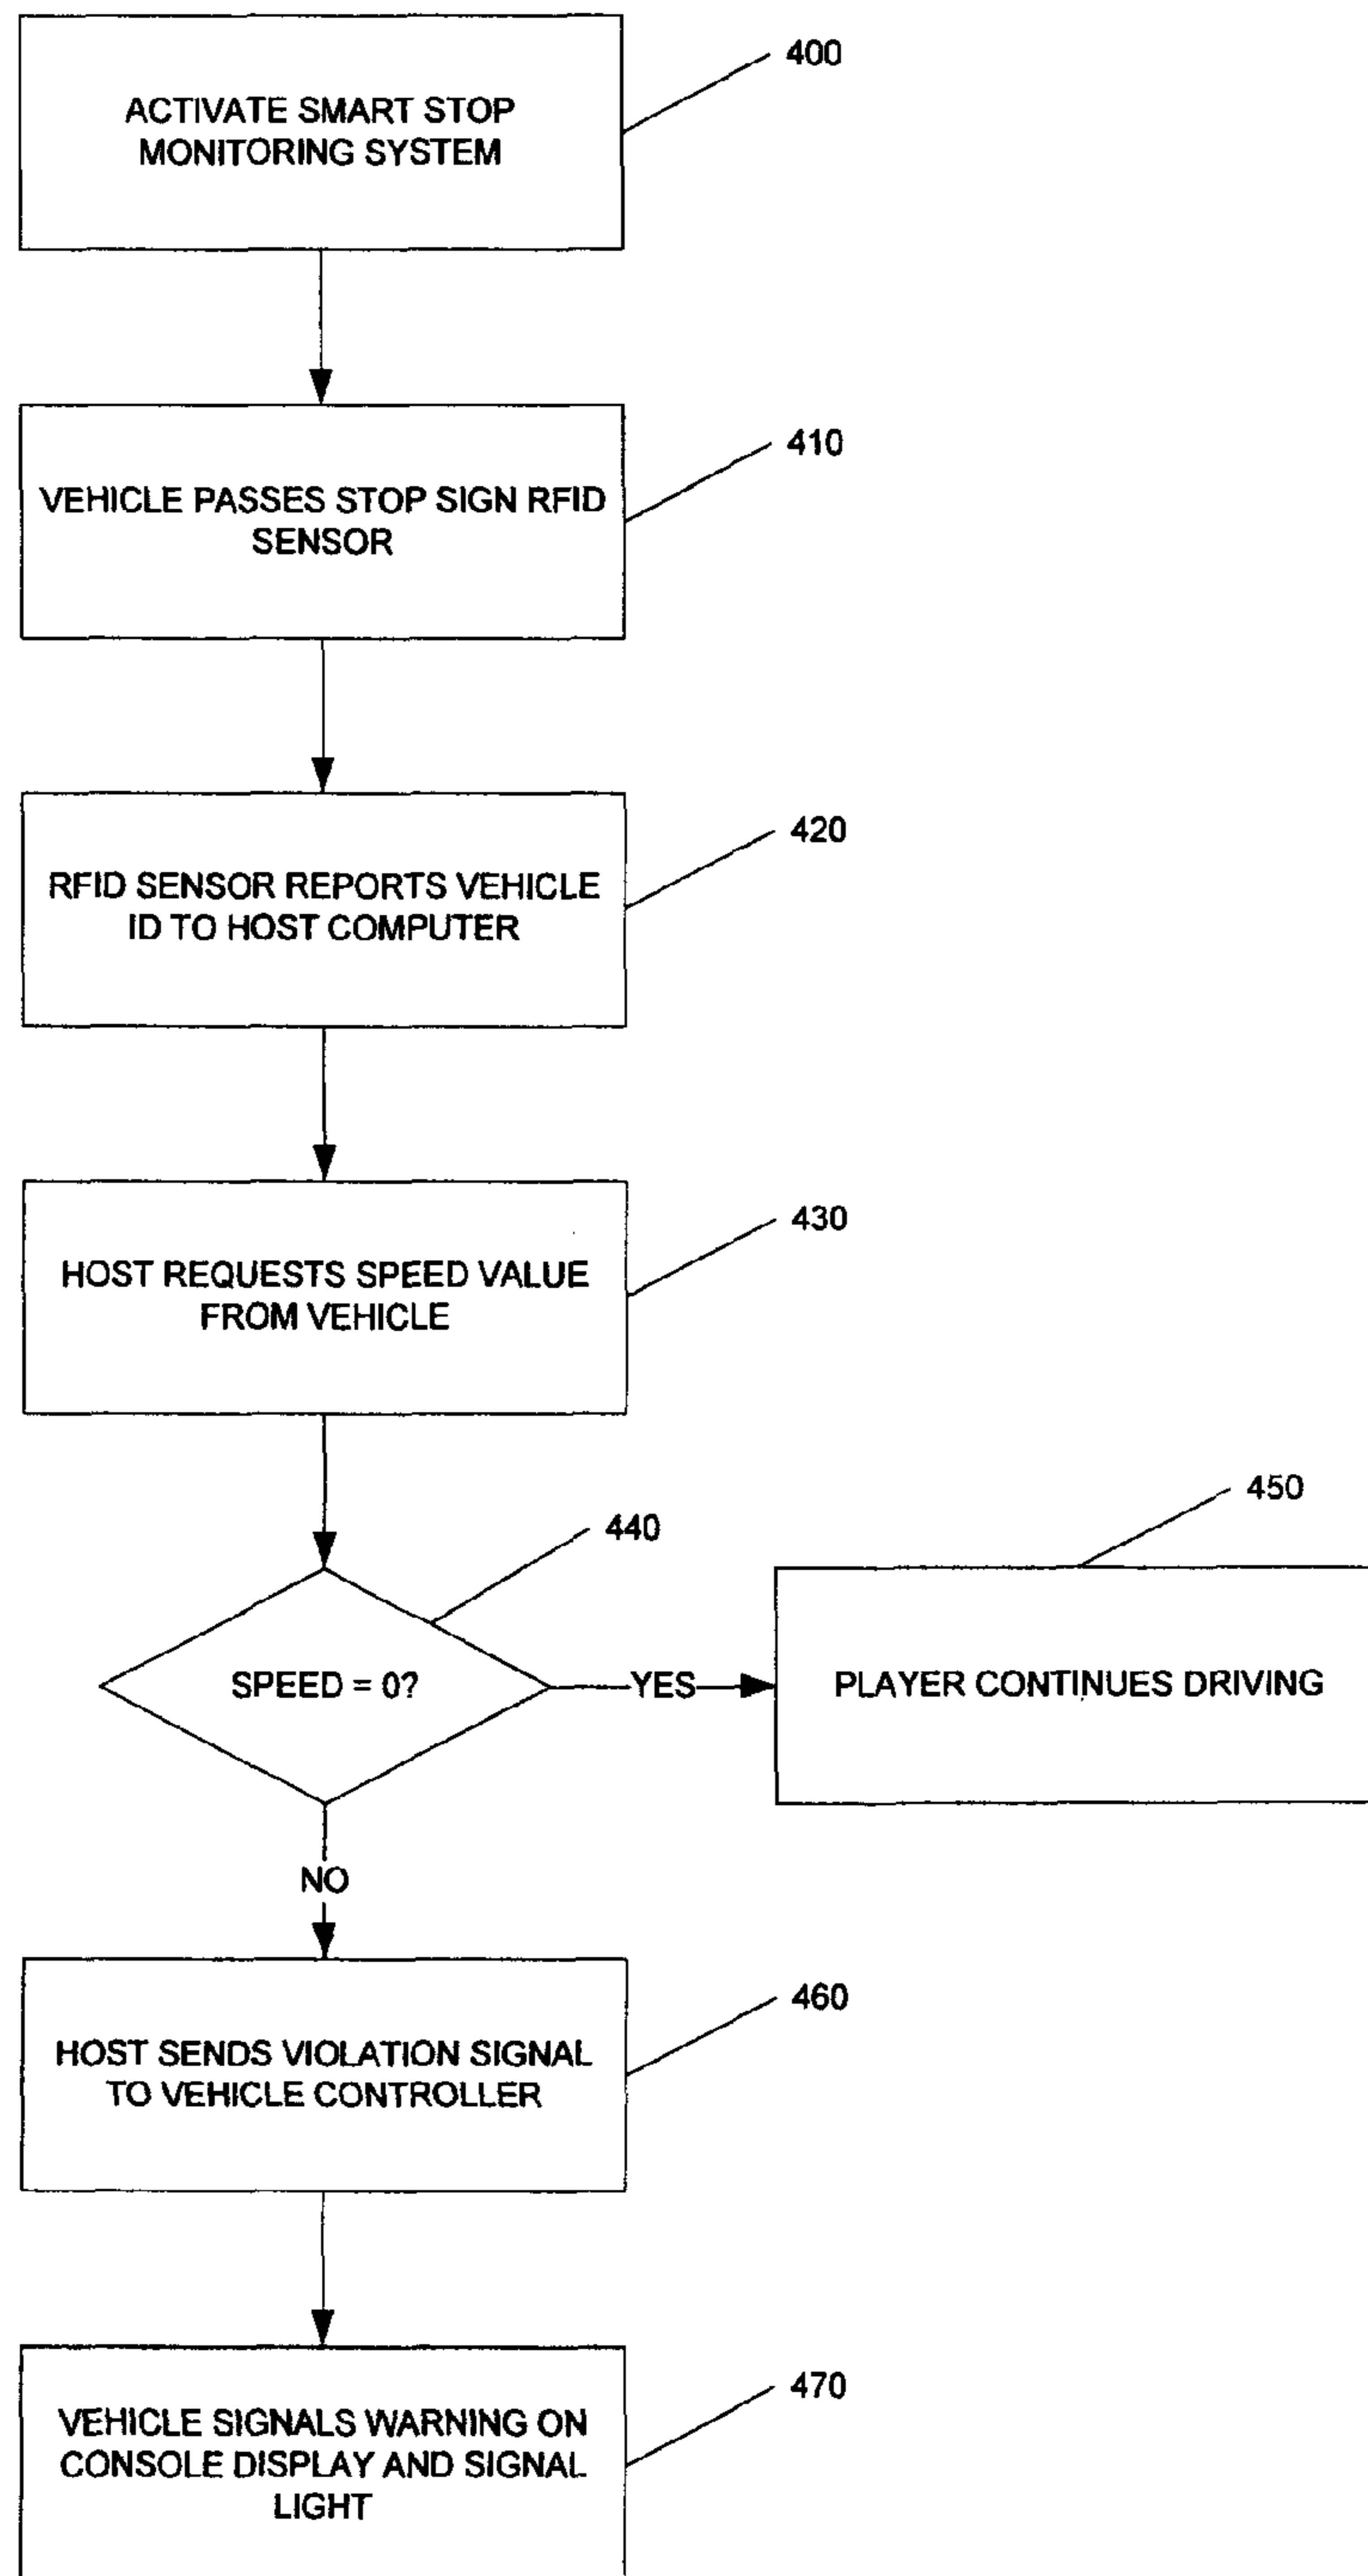 400
ACTIVATE SMART STOP
MONITORING SYSTEM
410
VEHICLE PASSES STOP SIGN RFID
SENSOR
420
RFID SENSOR REPORTS VEHICLE
ID TO HOST COMPUTER
430
HOST REQUESTS SPEED VALUE
FROM VEHICLE
440
450
SPEED = 0?
YES
PLAYER CONTINUES DRIVING
NO
460
HOST SENDS VIOLATION SIGNAL
TO VEHICLE CONTROLLER
470
VEHICLE SIGNALS WARNING ON
CONSOLE DISPLAY AND SIGNAL
LIGHT